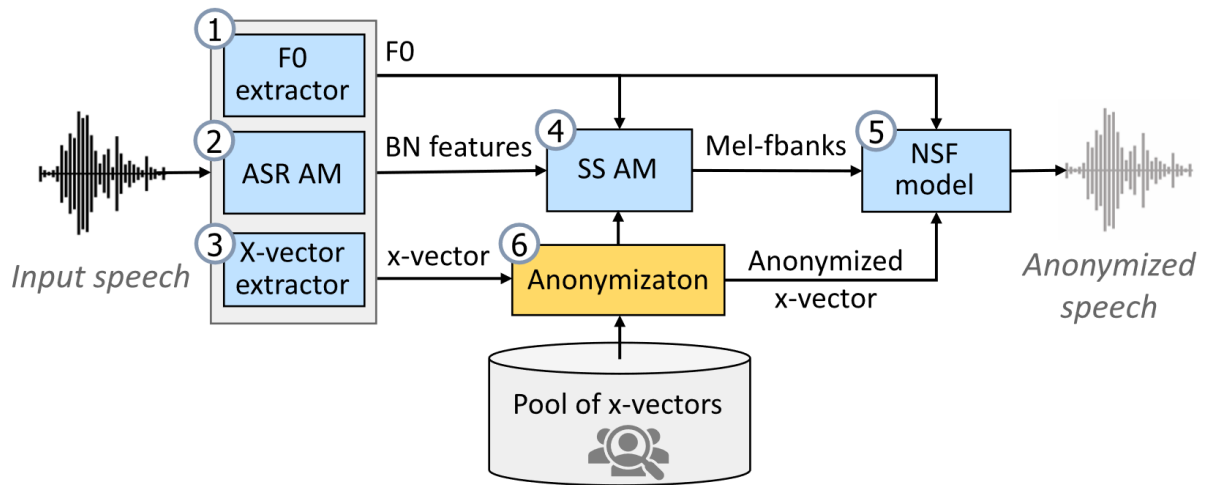 1
F0
extractor
F0
2
ASR AM
BN features
4
SS AM
Mel-fbanks
5
NSF
model
3
X-vector
extractor
x-vector
6
Anonymizaton
Anonymized
x-vector
Input speech
Anonymized
speech
Pool of x-vectors